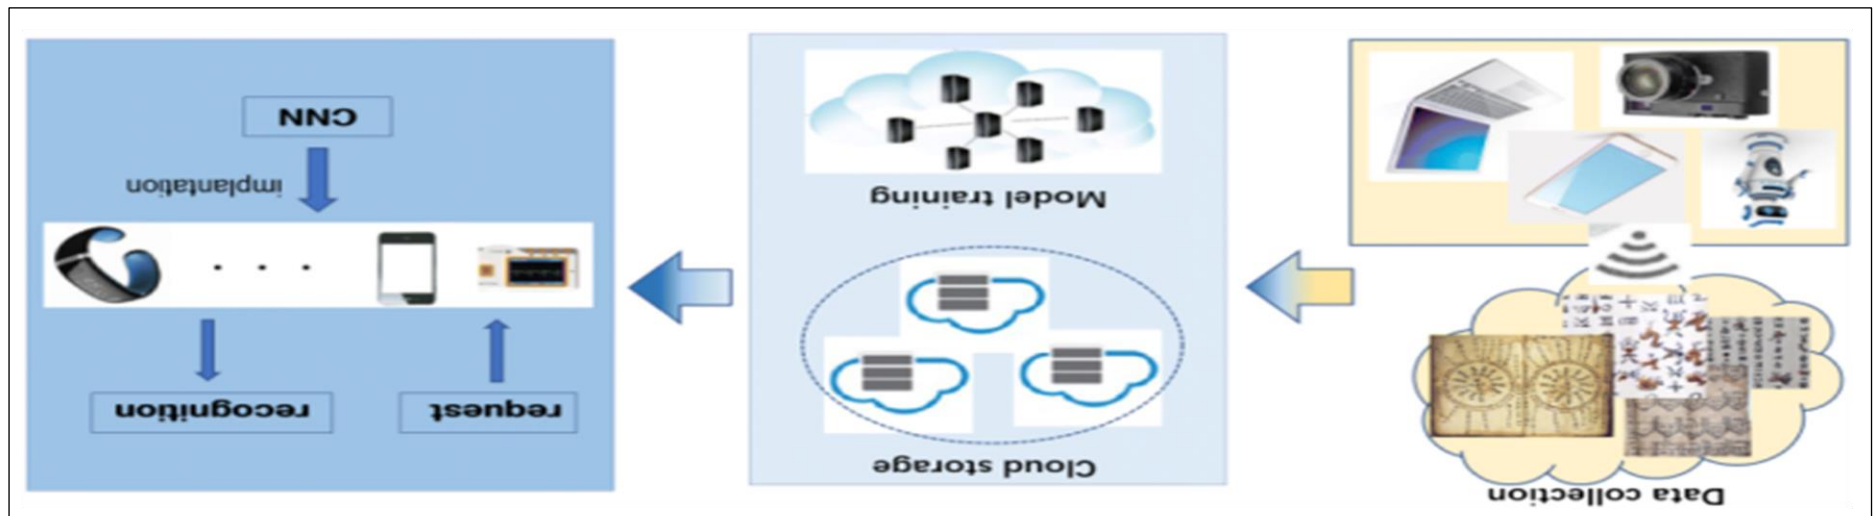 Data collection
Cloud storage
Model training
request
recognition
implantation
CNN